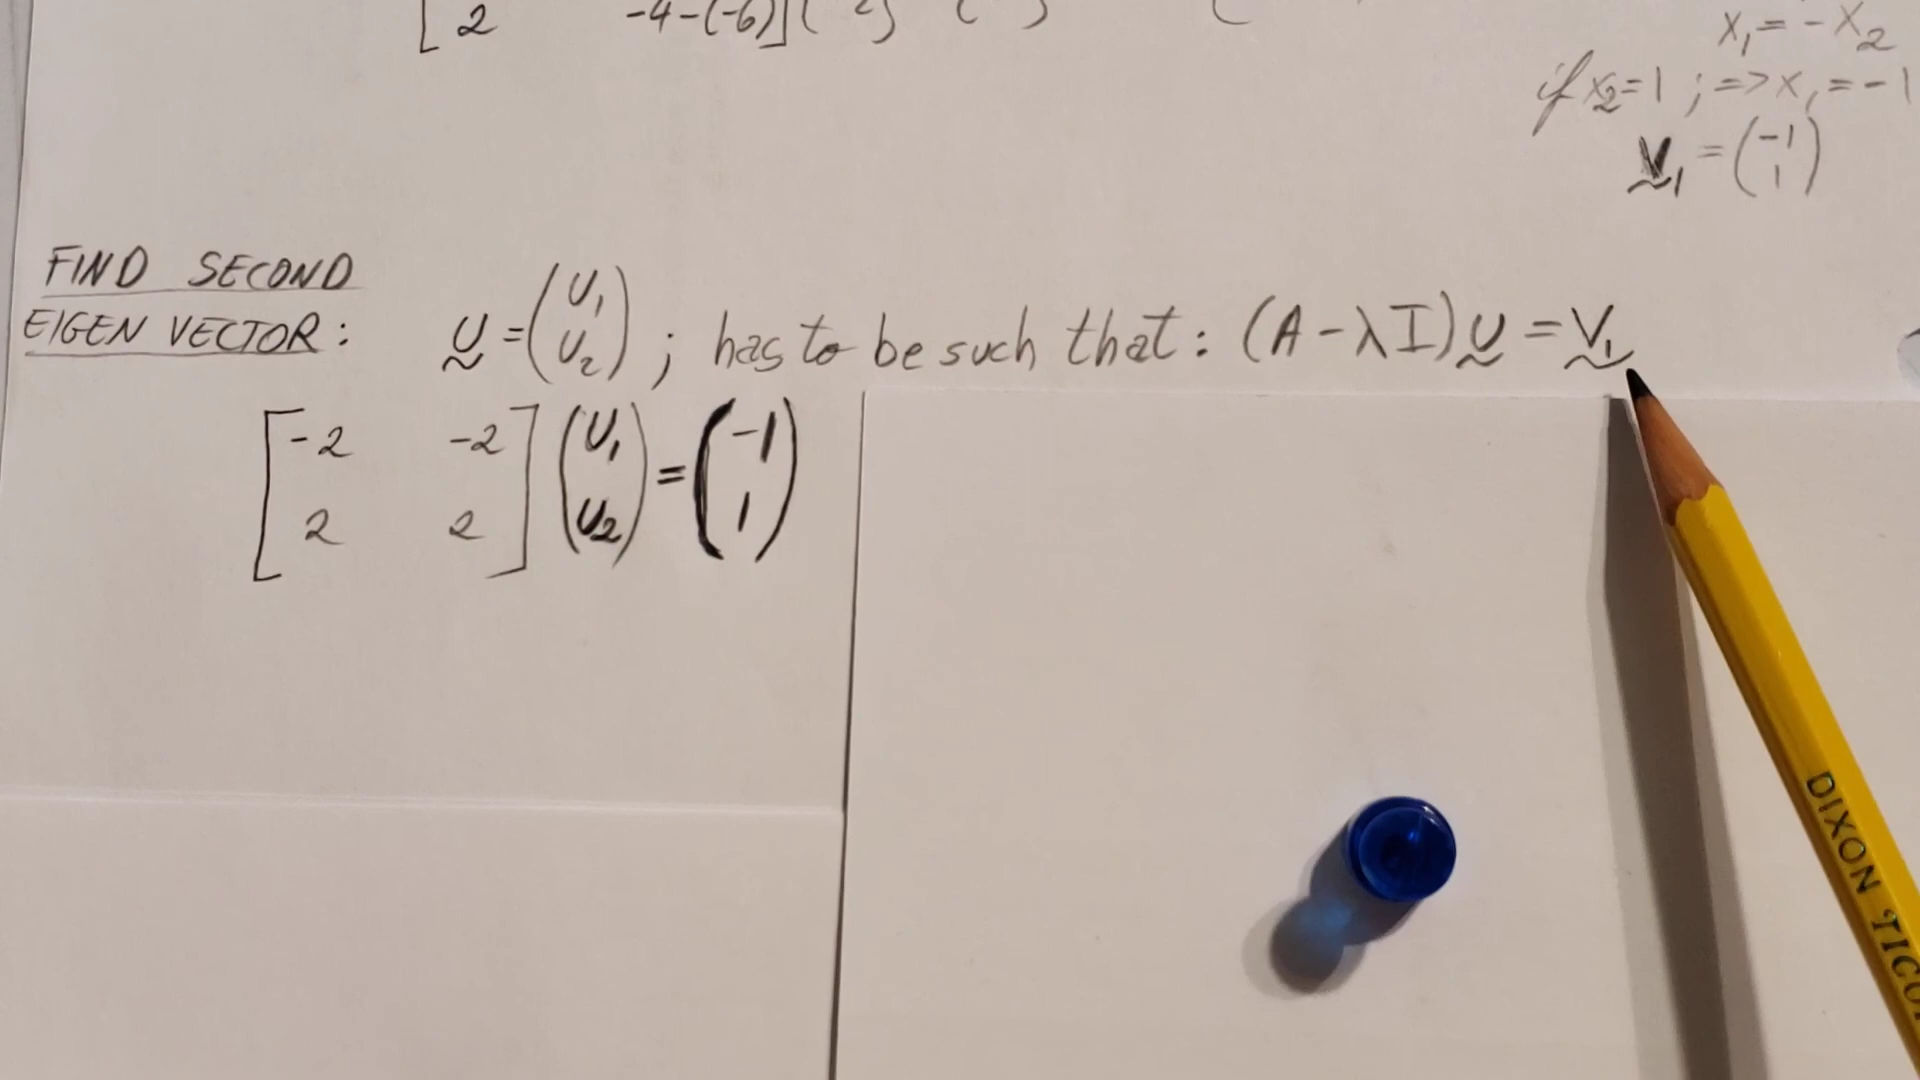 [ 2 -4-(-6) ]
x₁ = -x₂
if x₂=1 ; => x₁ = -1
v₁ = (-1 1)
FIND SECOND
EIGEN VECTOR: u = (u₁ u₂) ; has to be such that: (A - λI)u = v₁
[ -2 -2 ] (u₁) = (-1)
[ 2 2 ] (u₂) (1)
DIXON TICO